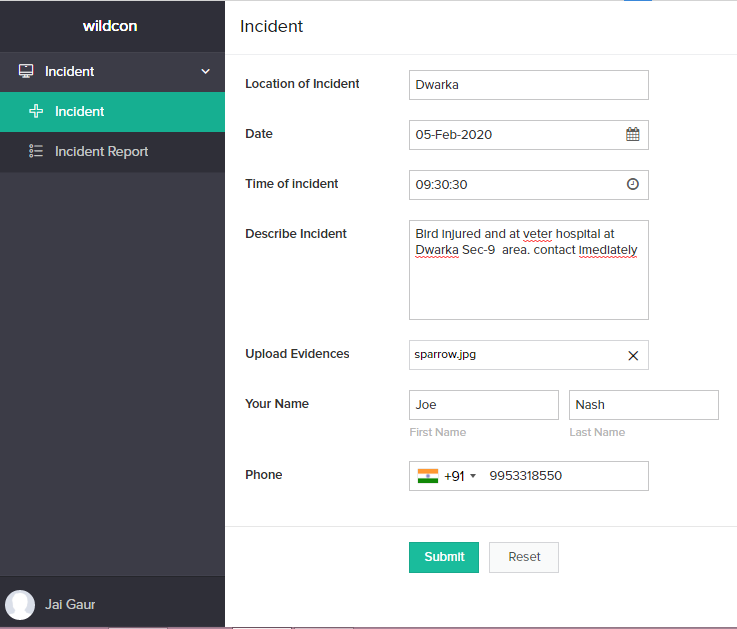 wildcon
Incident
Incident
Incident
Incident Report
Location of Incident
Dwarka
Date
05-Feb-2020
Time of incident
09:30:30
Describe Incident
Bird injured and at veter hospital at
Dwarka Sec-9 area. contact imediately
Upload Evidences
sparrow.jpg
Your Name
Joe
Nash
First Name
Last Name
Phone
+91
9953318550
Submit
Reset
Jai Gaur